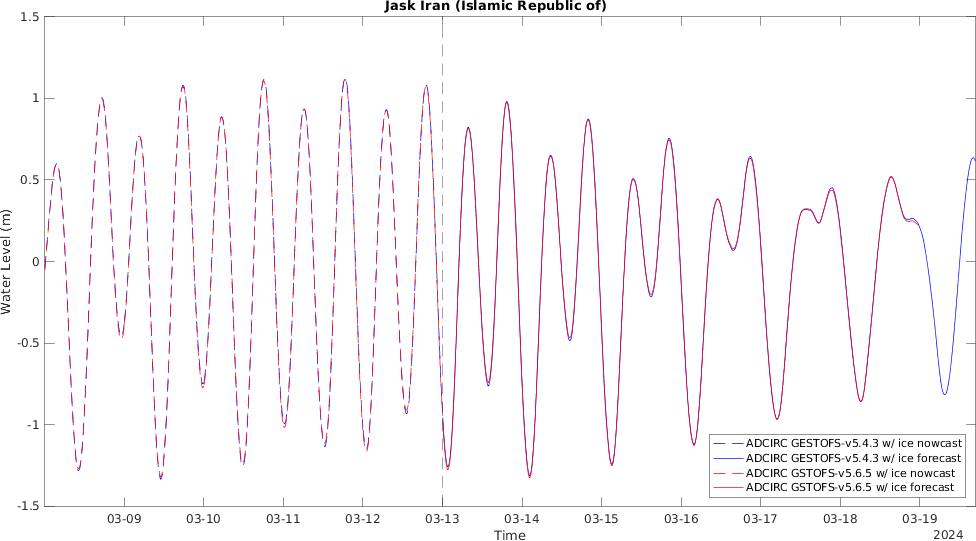 Jask Iran (Islamic Republic of)
1.5
1
0.5
0
-0.5
-1
-1.5
Water Level (m)
ADCIRC GESTOFS-v5.4.3 w/ ice nowcast
ADCIRC GESTOFS-v5.4.3 w/ ice forecast
ADCIRC GSTOFS-v5.6.5 w/ ice nowcast
ADCIRC GSTOFS-v5.6.5 w/ ice forecast
03-09 03-10 03-11 03-12 03-13 03-14 03-15 03-16 03-17 03-18 03-19
Time
2024